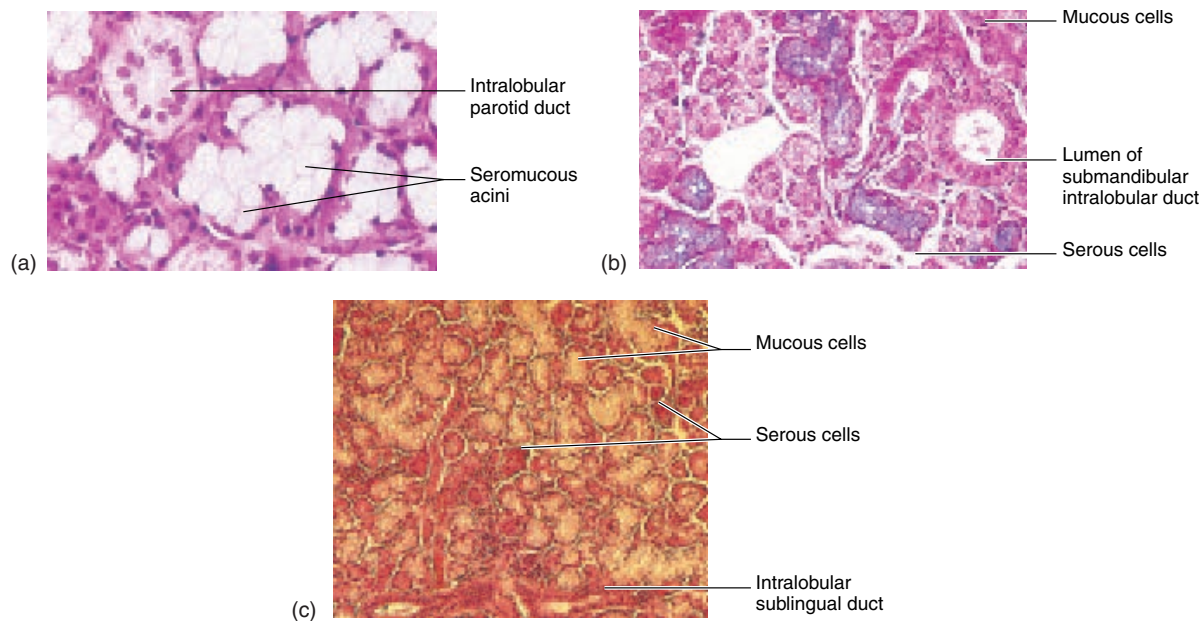 (a)
Intralobular
parotid duct
Seromucous
acini
(b)
Mucous cells
Lumen of
submandibular
intralobular duct
Serous cells
(c)
Mucous cells
Serous cells
Intralobular
sublingual duct